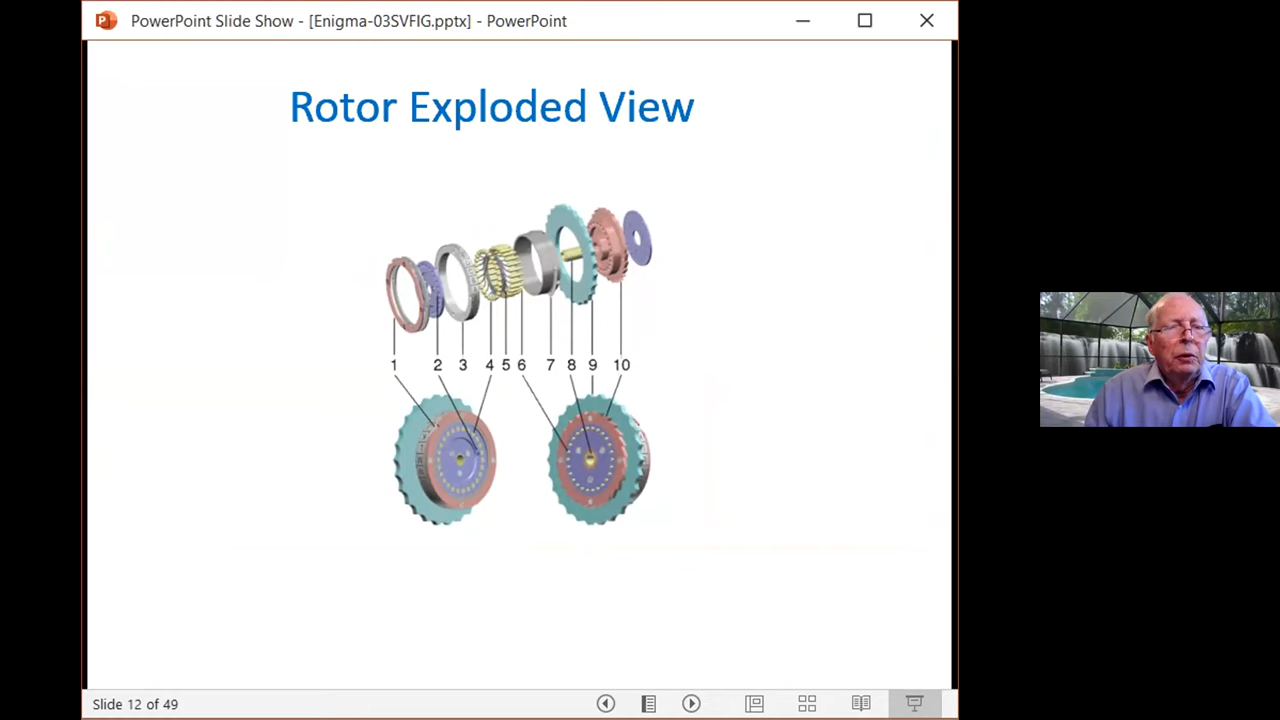 PowerPoint Slide Show - [Enigma-03SVFIG.pptx] - PowerPoint
Rotor Exploded View
1 2 3 4 5 6 7 8 9 10
Slide 12 of 49